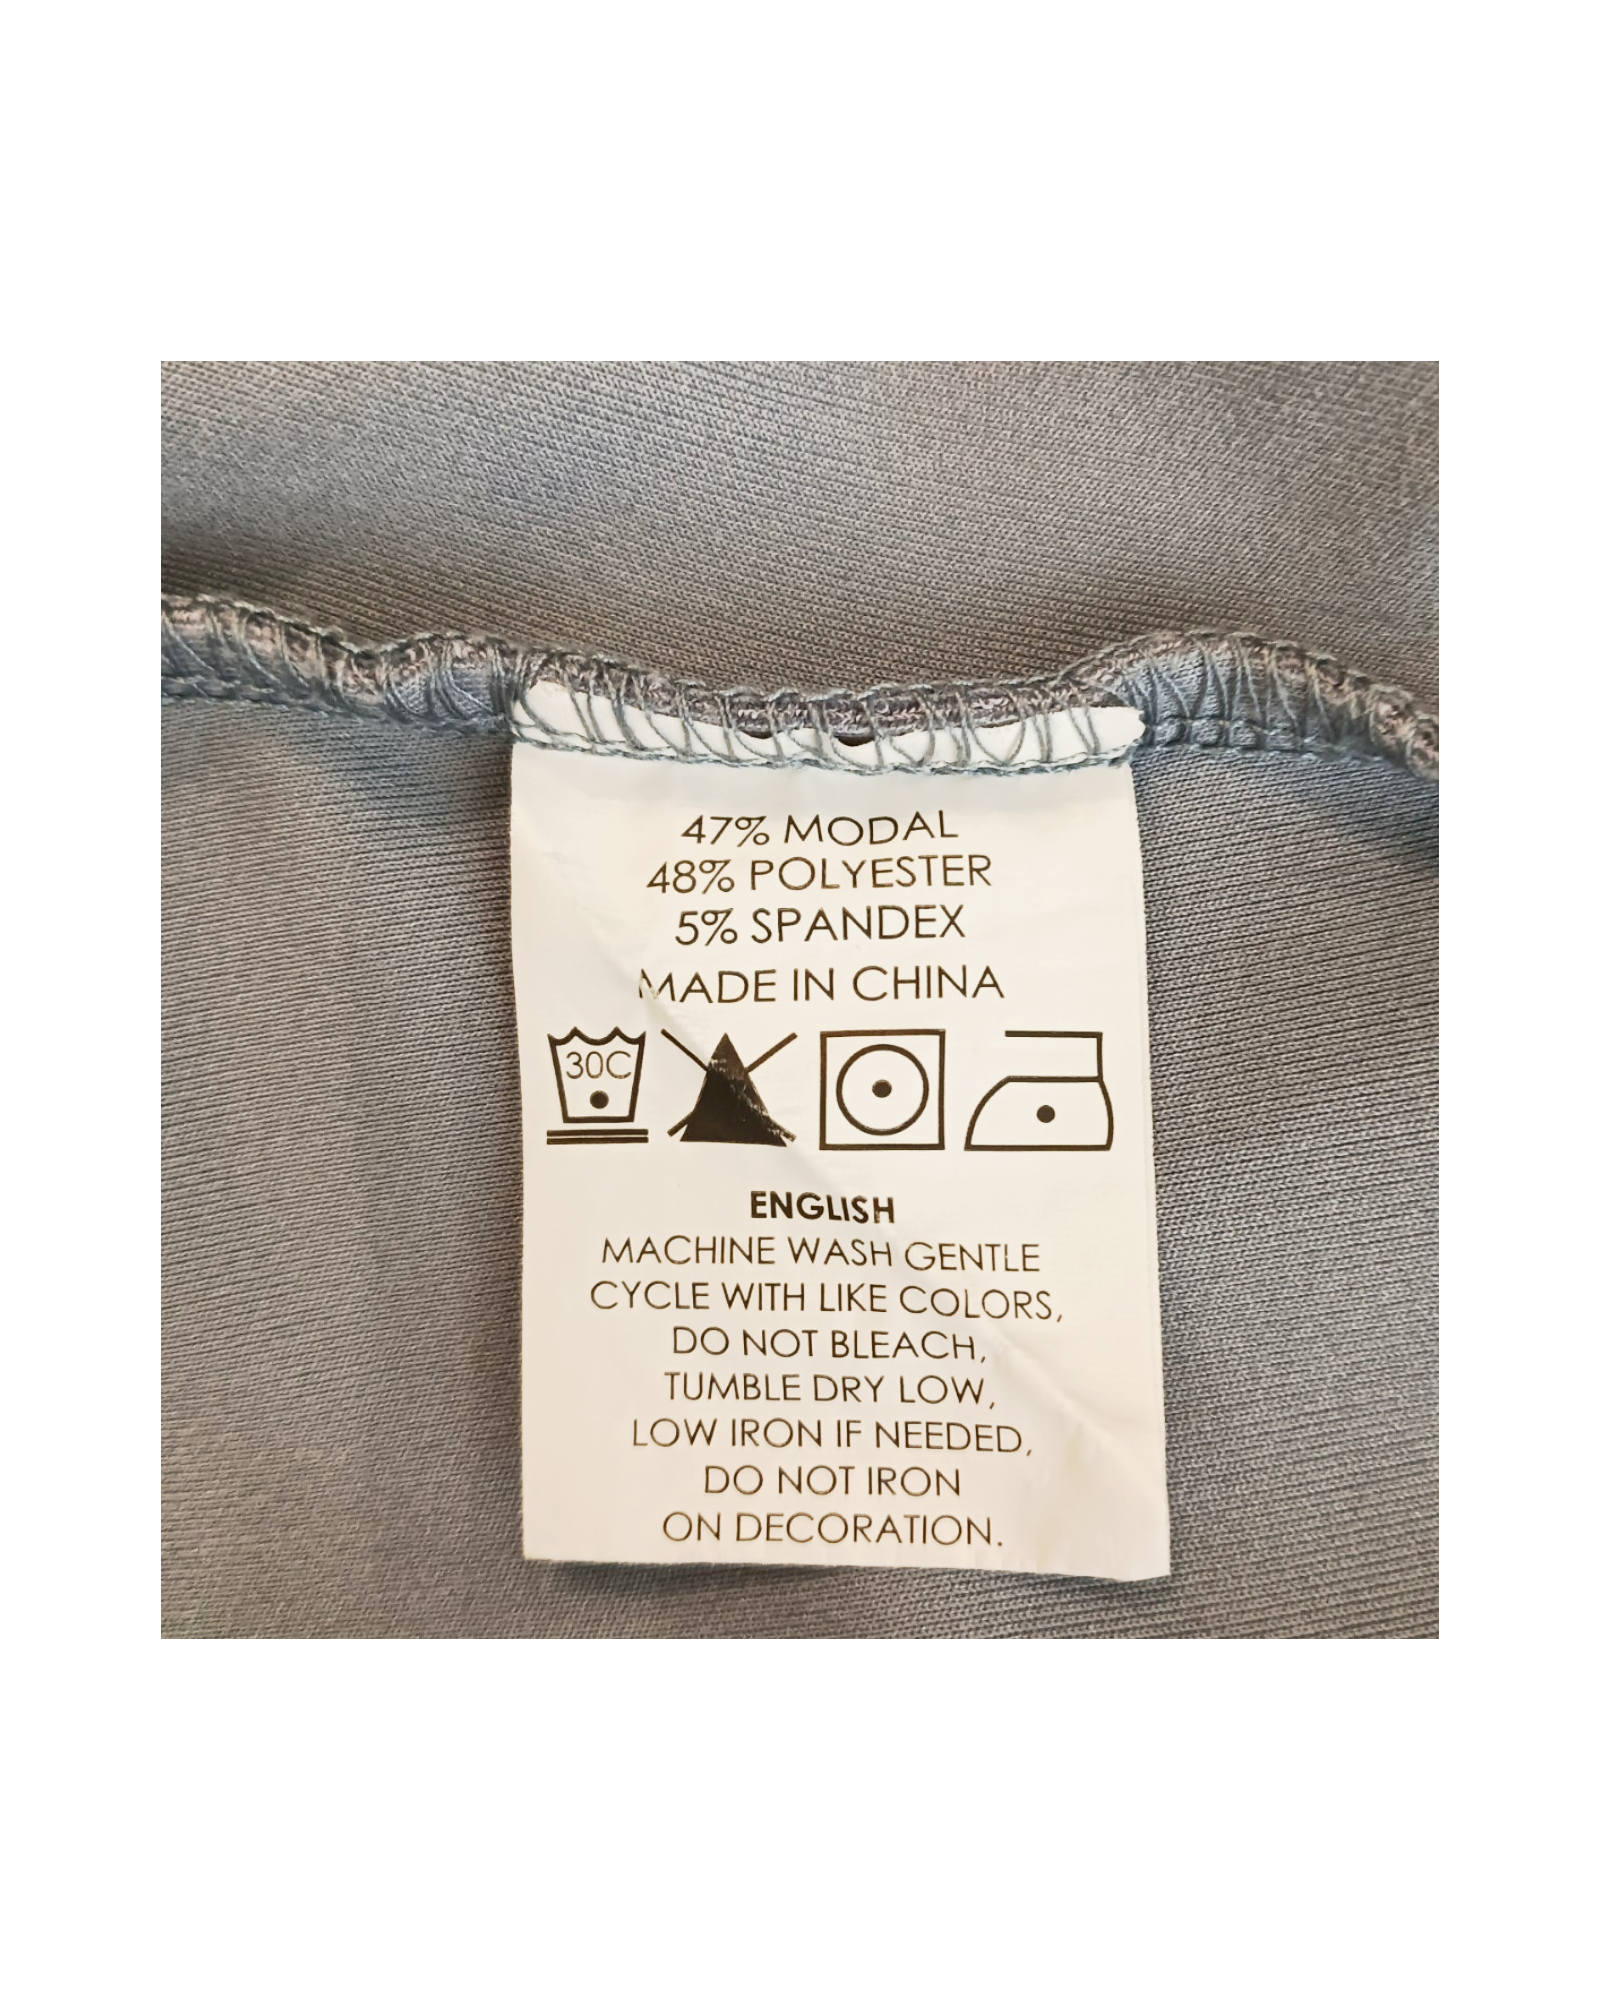 47% MODAL
48% POLYESTER
5% SPANDEX
MADE IN CHINA
30C
ENGLISH
MACHINE WASH GENTLE
CYCLE WITH LIKE COLORS,
DO NOT BLEACH,
TUMBLE DRY LOW,
LOW IRON IF NEEDED,
DO NOT IRON
ON DECORATION.